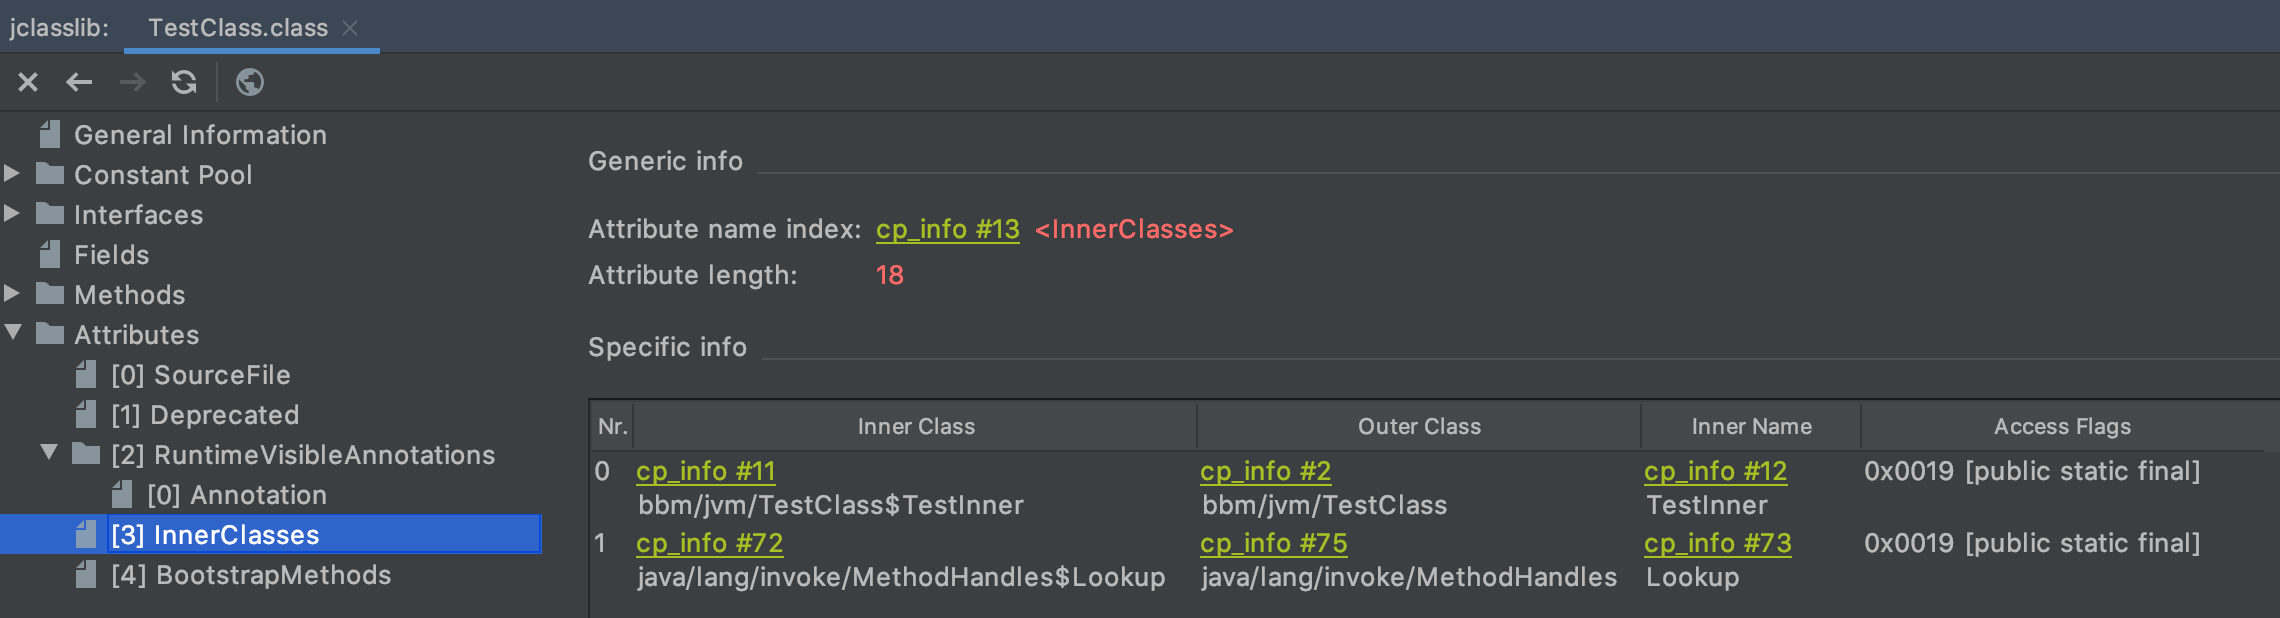 jclasslib: TestClass.class
General Information
Constant Pool
Interfaces
Fields
Methods
Attributes
[0] SourceFile
[1] Deprecated
[2] RuntimeVisibleAnnotations
[0] Annotation
[3] InnerClasses
[4] BootstrapMethods
Generic info
Attribute name index: cp_info #13 <InnerClasses>
Attribute length: 18
Specific info
Nr. Inner Class Outer Class Inner Name Access Flags
0 cp_info #11 cp_info #2 cp_info #12 0x0019 [public static final]
bbm/jvm/TestClass$TestInner bbm/jvm/TestClass TestInner
1 cp_info #72 cp_info #75 cp_info #73 0x0019 [public static final]
java/lang/invoke/MethodHandles$Lookup java/lang/invoke/MethodHandles Lookup